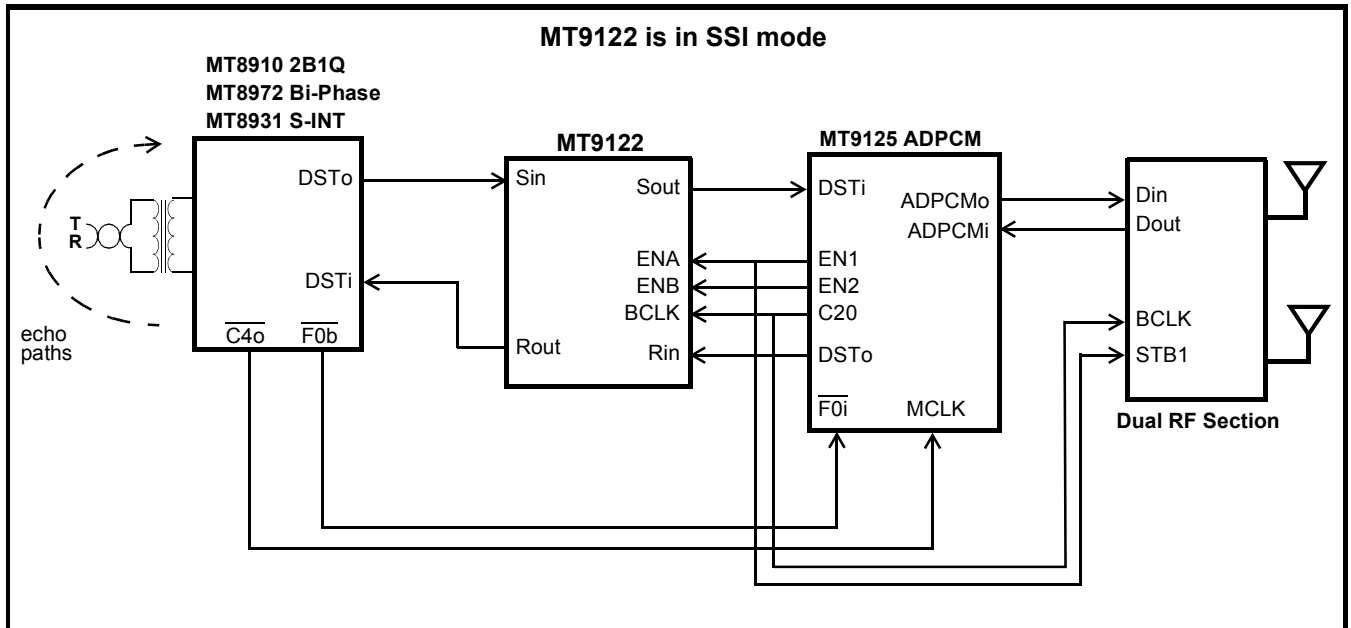 MT9122 is in SSI mode
MT8910 2B1Q
MT8972 Bi-Phase
MT8931 S-INT
DSTo
DSTi
C4o
F0b
T
R
echo
paths
MT9122
Sin
Sout
ENA
ENB
BCLK
Rout
Rin
MT9125 ADPCM
DSTi
ADPCMo
ADPCMi
EN1
EN2
C20
DSTo
F0i
MCLK
Din
Dout
BCLK
STB1
Dual RF Section